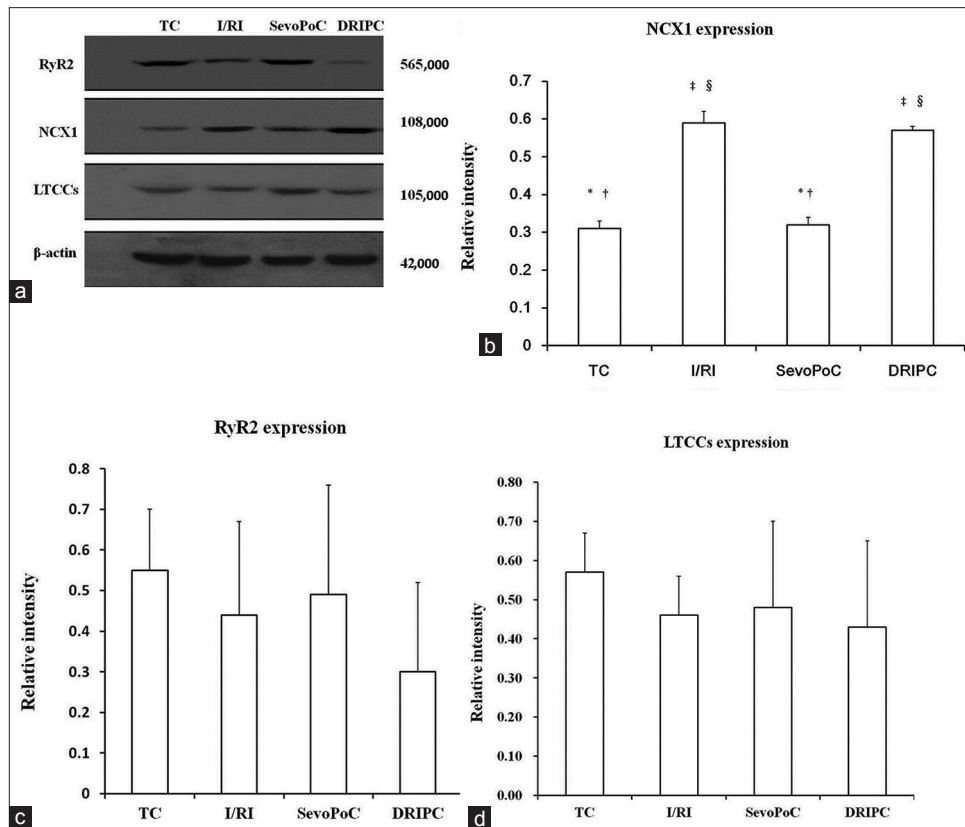 TC I/RI SevoPoC DRIPC
RyR2 565,000
NCX1 108,000
LTCCs 105,000
β-actin 42,000
a
NCX1 expression
Relative intensity
0.7
0.6
0.5
0.4
0.3
0.2
0.1
0
* †
‡ §
* †
‡ §
TC I/RI SevoPoC DRIPC
b
RyR2 expression
Relative intensity
0.8
0.7
0.6
0.5
0.4
0.3
0.2
0.1
0
TC I/RI SevoPoC DRIPC
c
LTCCs expression
Relative intensity
0.80
0.70
0.60
0.50
0.40
0.30
0.20
0.10
0.00
TC I/RI SevoPoC DRIPC
d